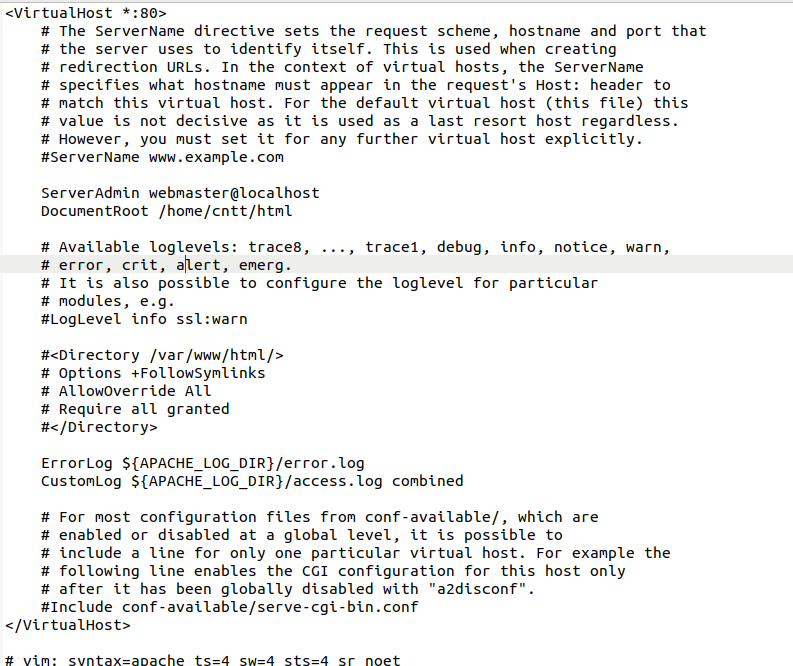 <VirtualHost *:80>
# The ServerName directive sets the request scheme, hostname and port that
# the server uses to identify itself. This is used when creating
# redirection URLs. In the context of virtual hosts, the ServerName
# specifies what hostname must appear in the request's Host: header to
# match this virtual host. For the default virtual host (this file) this
# value is not decisive as it is used as a last resort host regardless.
# However, you must set it for any further virtual host explicitly.
#ServerName www.example.com
ServerAdmin webmaster@localhost
DocumentRoot /home/cntt/html
# Available loglevels: trace8, ..., trace1, debug, info, notice, warn,
# error, crit, alert, emerg.
# It is also possible to configure the loglevel for particular
# modules, e.g.
#LogLevel info ssl:warn
#<Directory /var/www/html/>
# Options +FollowSymlinks
# AllowOverride All
# Require all granted
#</Directory>
ErrorLog ${APACHE_LOG_DIR}/error.log
CustomLog ${APACHE_LOG_DIR}/access.log combined
# For most configuration files from conf-available/, which are
# enabled or disabled at a global level, it is possible to
# include a line for only one particular virtual host. For example the
# following line enables the CGI configuration for this host only
# after it has been globally disabled with "a2disconf".
#Include conf-available/serve-cgi-bin.conf
</VirtualHost>
# vim: syntax=apache ts=4 sw=4 sts=4 sr noet